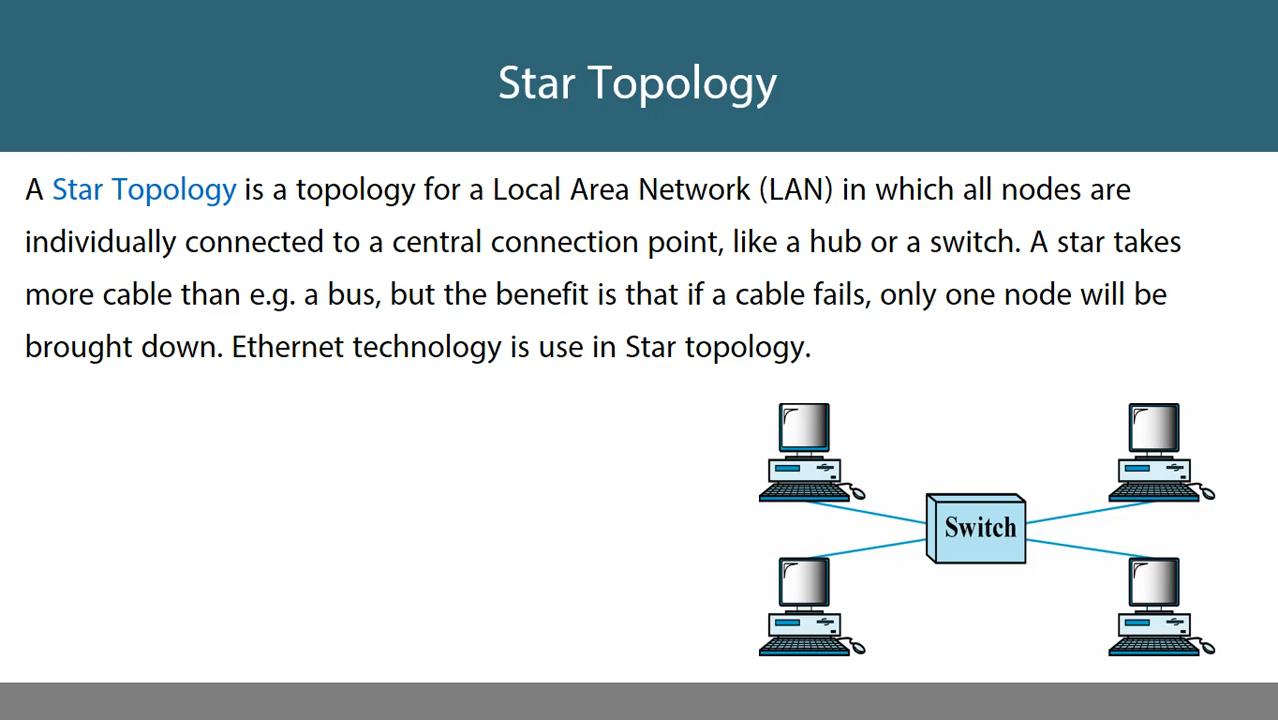 Star Topology
A Star Topology is a topology for a Local Area Network (LAN) in which all nodes are
individually connected to a central connection point, like a hub or a switch. A star takes
more cable than e.g. a bus, but the benefit is that if a cable fails, only one node will be
brought down. Ethernet technology is use in Star topology.
Switch